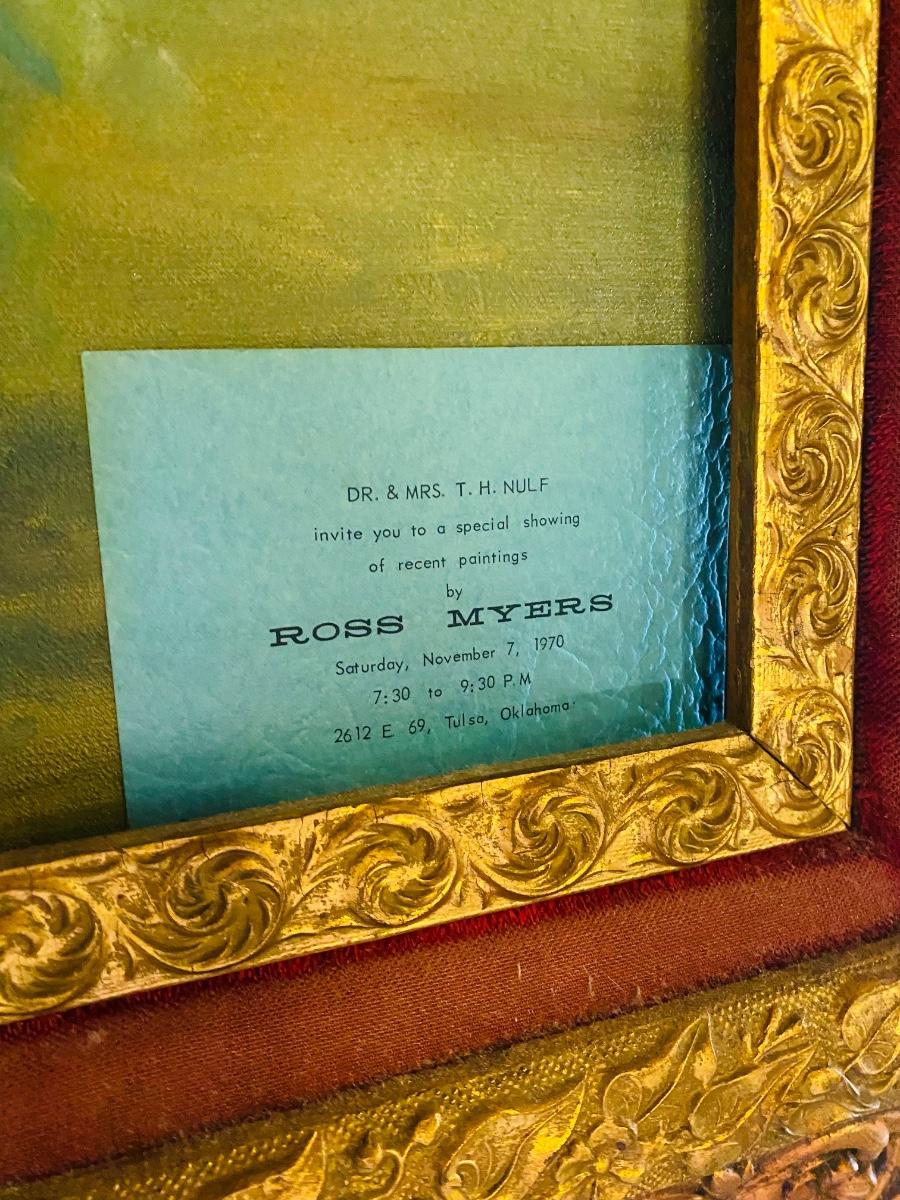 DR. & MRS. T. H. NULF
invite you to a special showing
of recent paintings
by
ROSS MYERS
Saturday, November 7, 1970
7:30 to 9:30 P.M
2612 E 69, Tulsa, Oklahoma